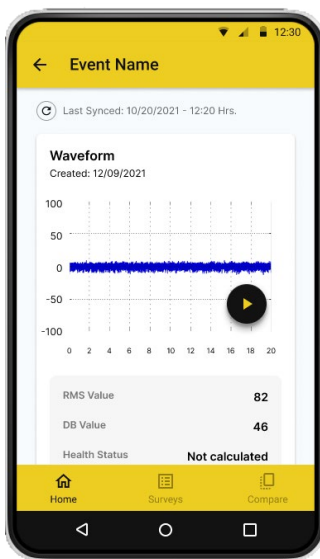 12:30
Event Name
Last Synced: 10/20/2021 - 12:20 Hrs.
Waveform
Created: 12/09/2021
100
50
0
-50
-100
0 2 4 6 8 10 12 14 16 18 20
RMS Value 82
DB Value 46
Health Status Not calculated
Home Surveys Compare